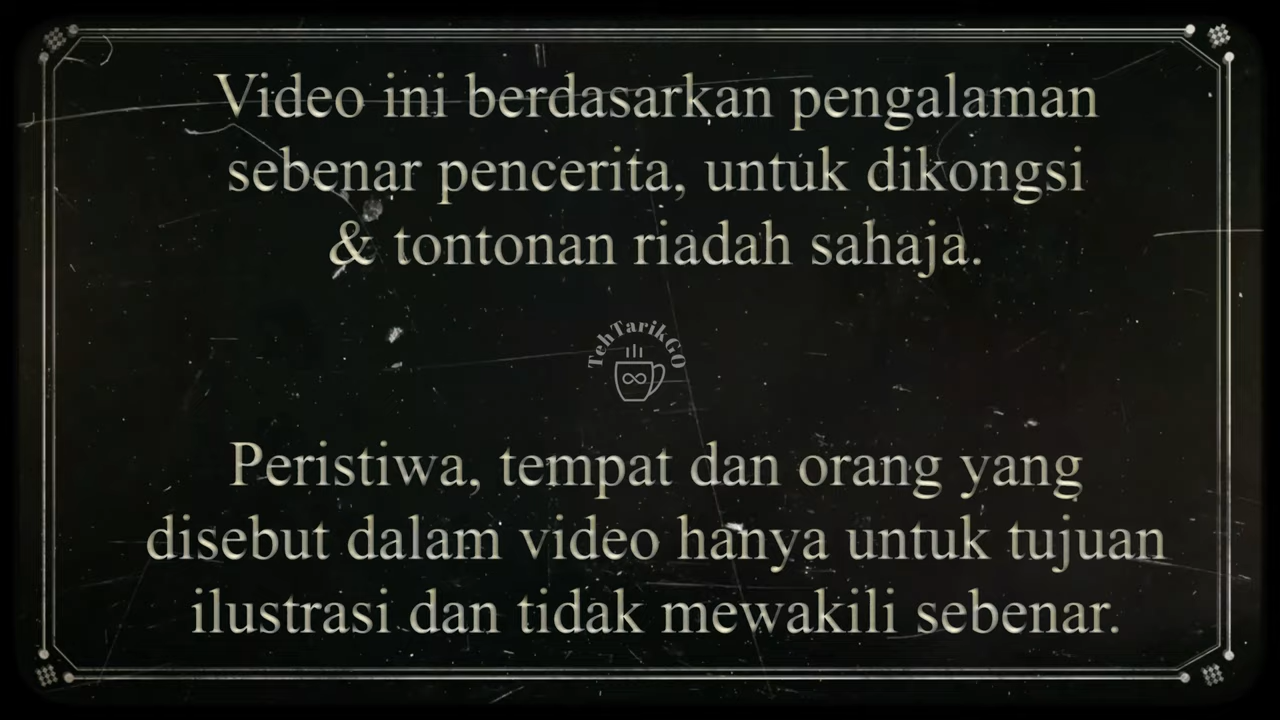 Video ini berdasarkan pengalaman
sebenar pencerita, untuk dikongsi
& tontonan riadah sahaja.
TehTarikGO
Peristiwa, tempat dan orang yang
disebut dalam video hanya untuk tujuan
ilustrasi dan tidak mewakili sebenar.